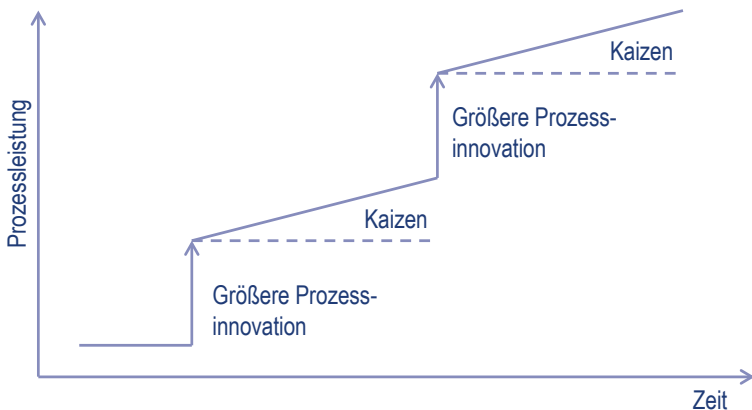 Kaizen
Größere Prozess-
innovation
Prozessleistung
Kaizen
Größere Prozess-
innovation
Zeit